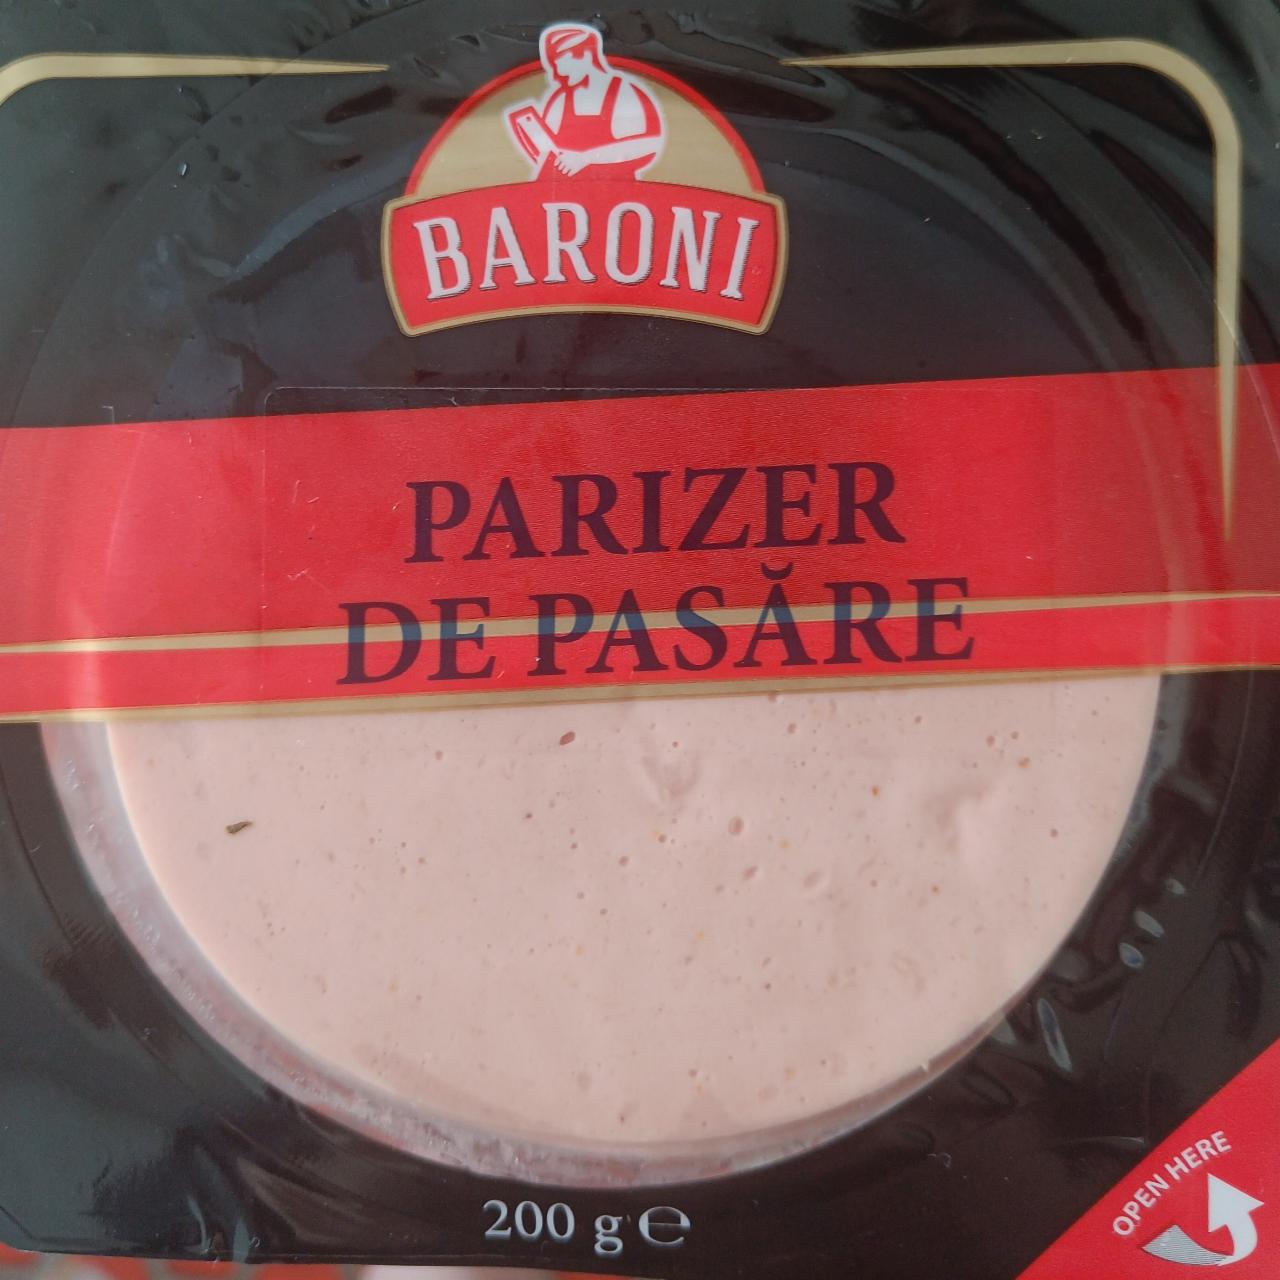 BARONI
PARIZER
DE PASĂRE
200 g ℮
OPEN HERE